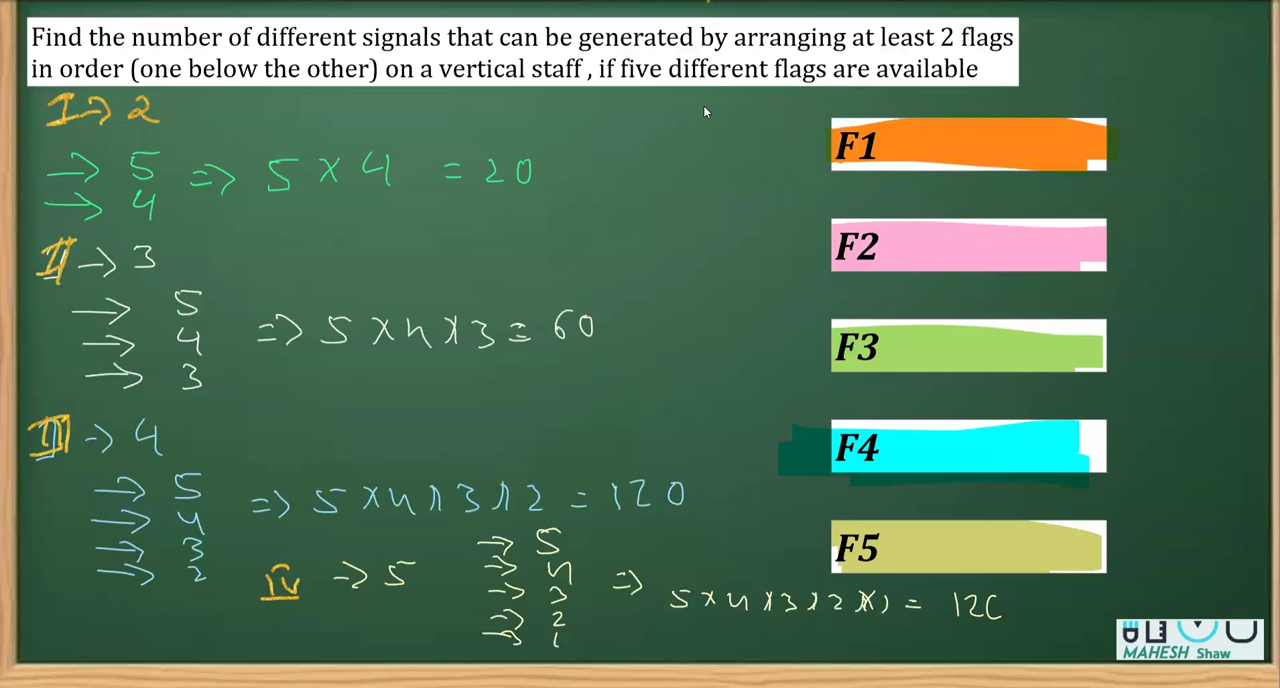 Find the number of different signals that can be generated by arranging at least 2 flags
in order (one below the other) on a vertical staff , if five different flags are available
I → 2
→ 5 ⇒ 5 × 4 = 20
→ 4
II → 3
→ 5
→ 4 ⇒ 5 × 4 × 3 = 60
→ 3
III → 4
→ 5 ⇒ 5 × 4 × 3 × 2 = 120
→ 4
→ 3
→ 2
IV → 5
→ 5
→ 4
→ 3 ⇒ 5 × 4 × 3 × 2 × 1 = 120
→ 2
→ 1
F1
F2
F3
F4
F5
MAHESH Shaw